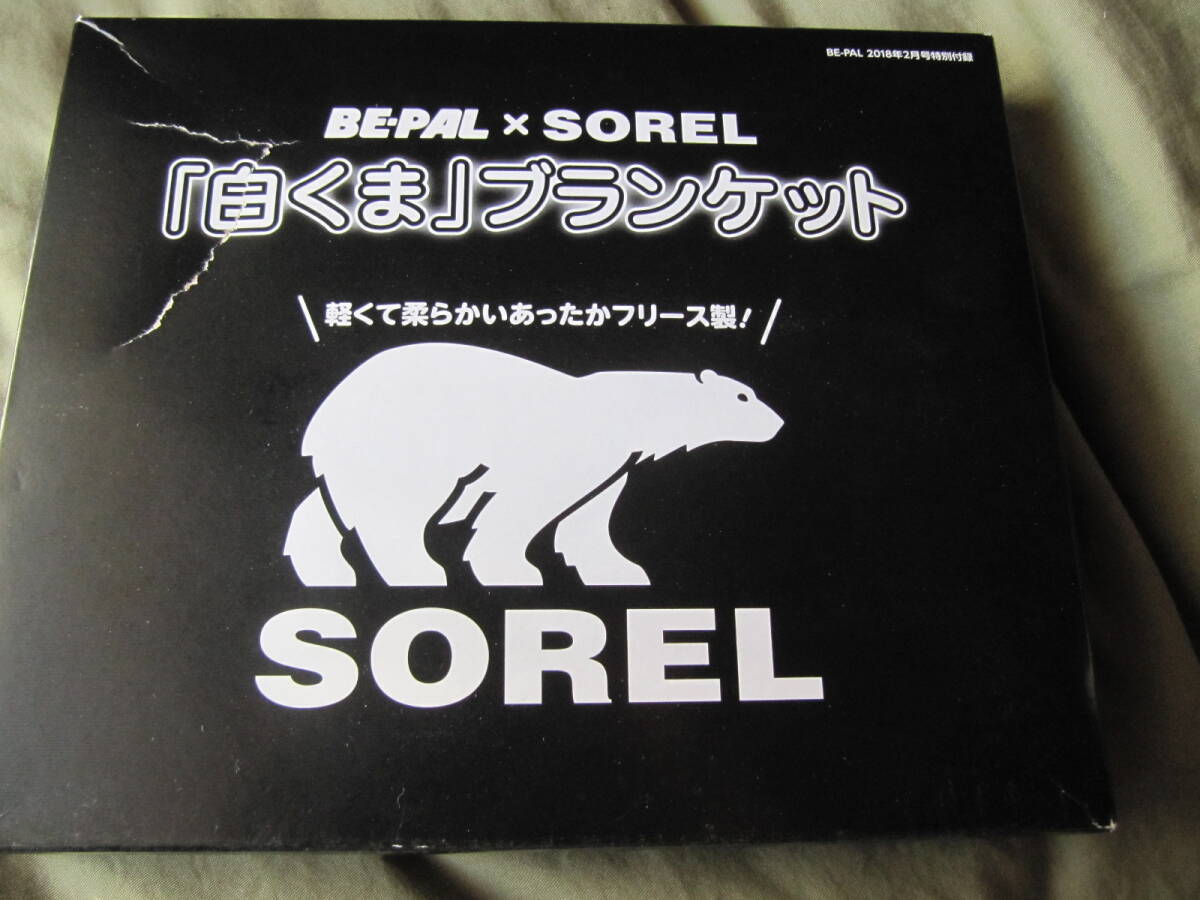 BE-PAL 2018年2月号特別付録
BE-PAL × SOREL
「白くま」ブランケット
軽くて柔らかいあったかフリース製!
SOREL